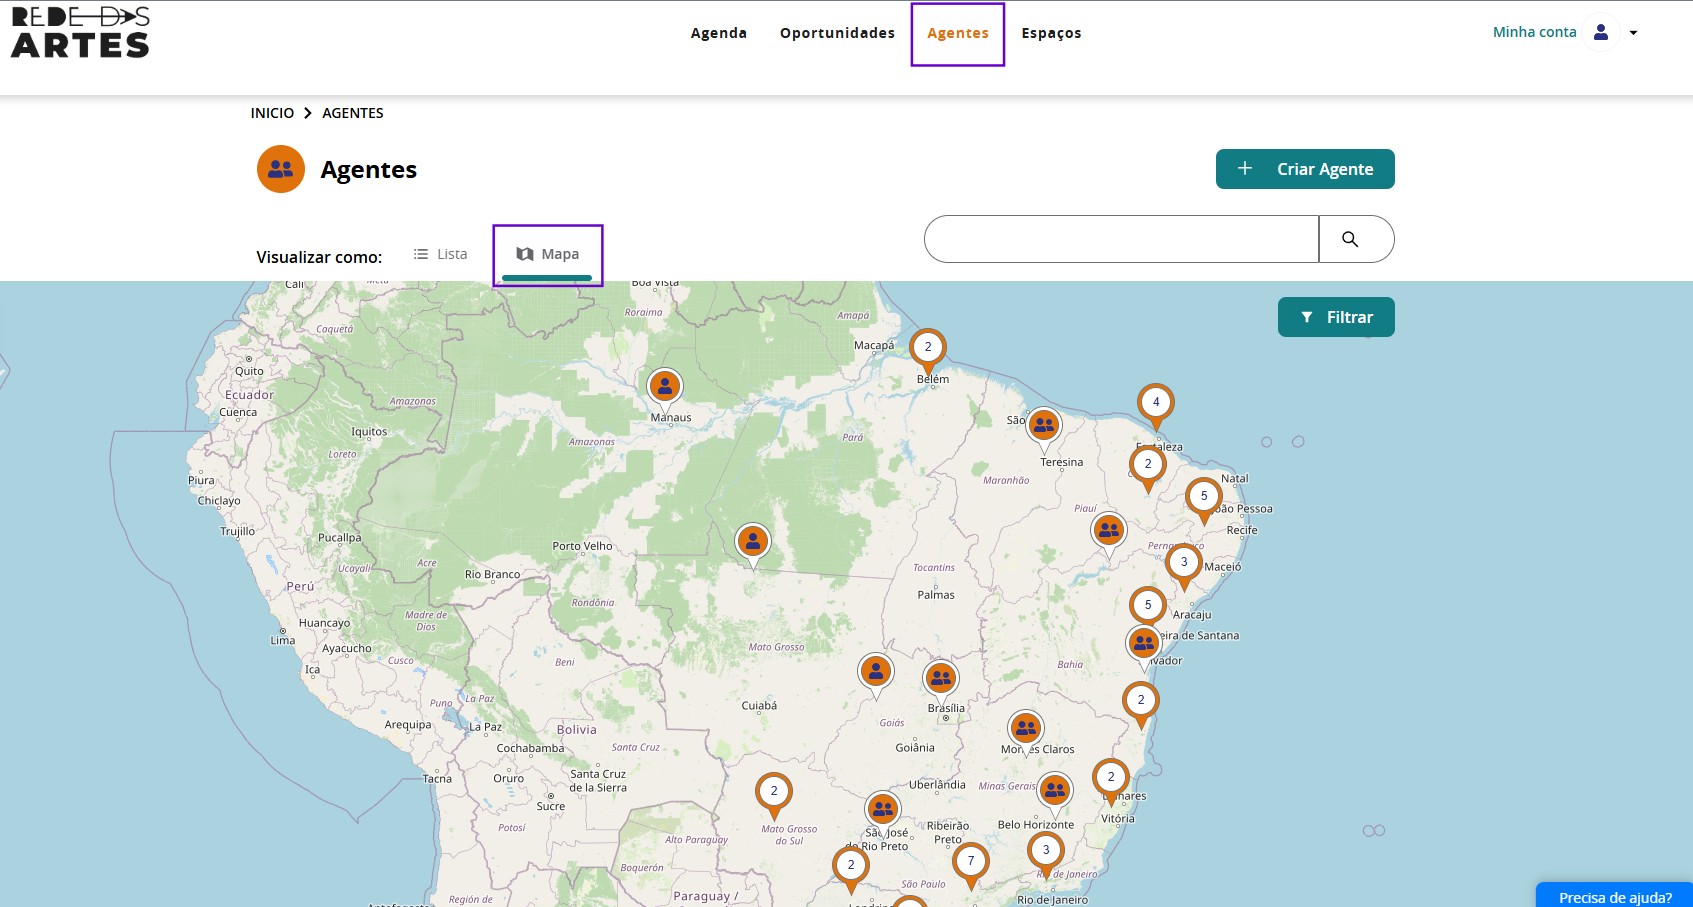 REDE DAS
ARTES
Agenda Oportunidades Agentes Espaços
Minha conta
INICIO > AGENTES
Agentes
+ Criar Agente
Visualizar como: Lista Mapa
Filtrar
Cali
Boa Vista
Roraima
Caquetá
Amapá
Macapá
2
Quito
Belém
Ecuador
Amazonas
4
Cuenca
Manaus
São
Iquitos
Amazonas
Pará
Fortaleza
Loreto
Teresina
2
Piura
Maranhão
Natal
Chiclayo
5
Piauí
João Pessoa
Trujillo
Recife
Pucallpa
Porto Velho
Pernambuco
Acre
3
Ucayali
Tocantins
Maceió
Rio Branco
Perú
Palmas
Rondônia
5
Madre de
Dios
Aracaju
Huancayo
Lima
eira de Santana
Ayacucho
Mato Grosso
Cusco
Beni
Bahia
lvador
Ica
La Paz
2
Puno
Cuiabá
Brasília
Arequipa
La Paz
Bolivia
Goiás
Cochabamba
Santa Cruz
Goiânia
Montes Claros
Tacna
Oruro
Santa Cruz
de la Sierra
2
2
Uberlândia
Minas Gerais
Sucre
Linhares
Vitória
Potosí
Mato Grosso
do Sul
São José
do Rio Preto
Ribeirão
Preto
Belo Horizonte
Alto Paraguay
3
2
7
Boquerón
Rio de Janeiro
São Paulo
Paraguay /
Región de
Rio de Janeiro
Antofagasta
Londrina
Precisa de ajuda?